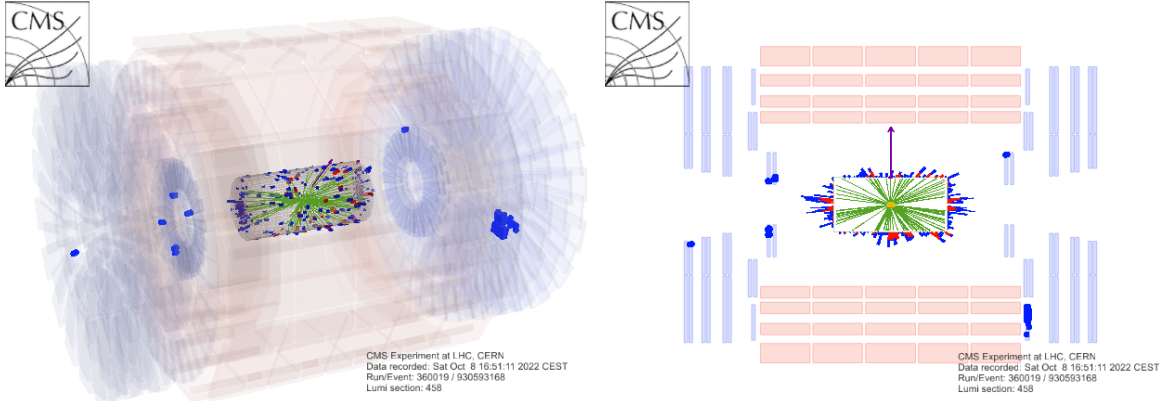 CMS
CMS
CMS Experiment at LHC, CERN
Data recorded: Sat Oct 8 16:51:11 2022 CEST
Run/Event: 360019 / 930593168
Lumi section: 458
CMS Experiment at LHC, CERN
Data recorded: Sat Oct 8 16:51:11 2022 CEST
Run/Event: 360019 / 930593168
Lumi section: 458